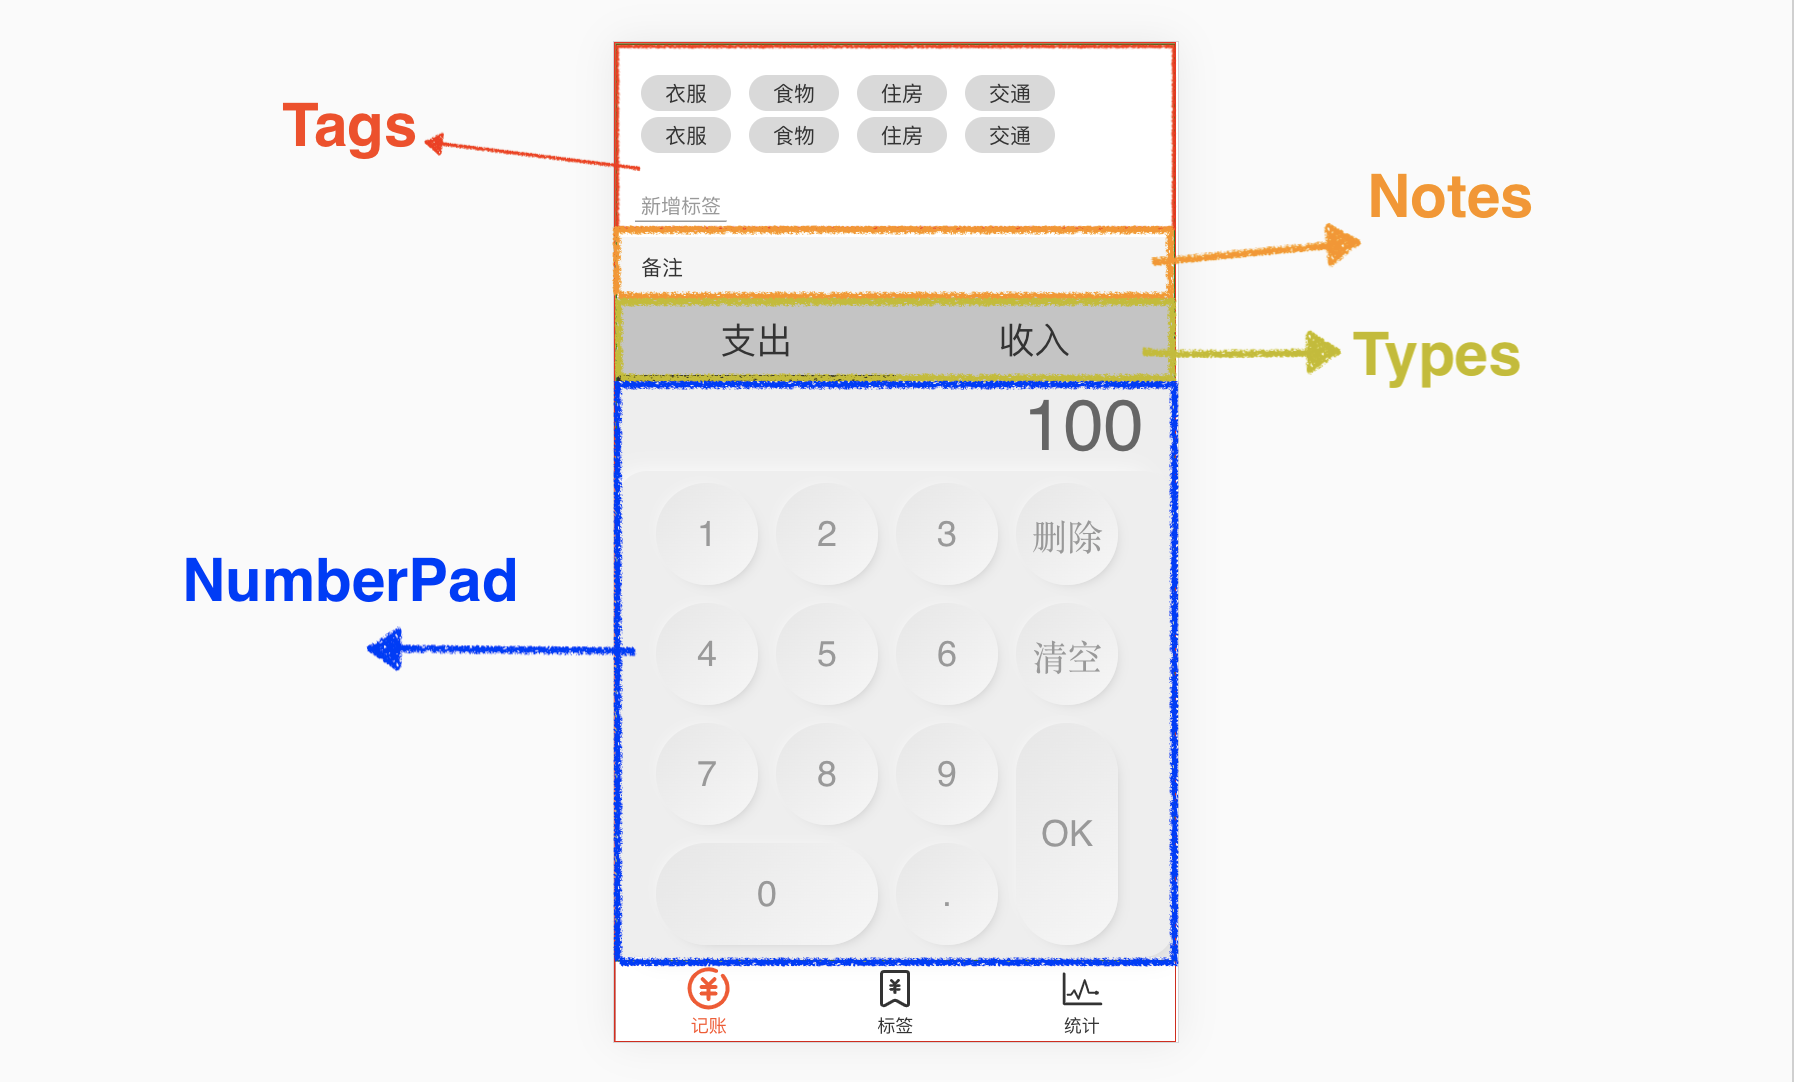 衣服 食物 住房 交通
Tags
衣服 食物 住房 交通
新增标签
Notes
备注
支出 收入
Types
100
1 2 3 删除
NumberPad
4 5 6 清空
7 8 9
OK
0 .
记账 标签 统计